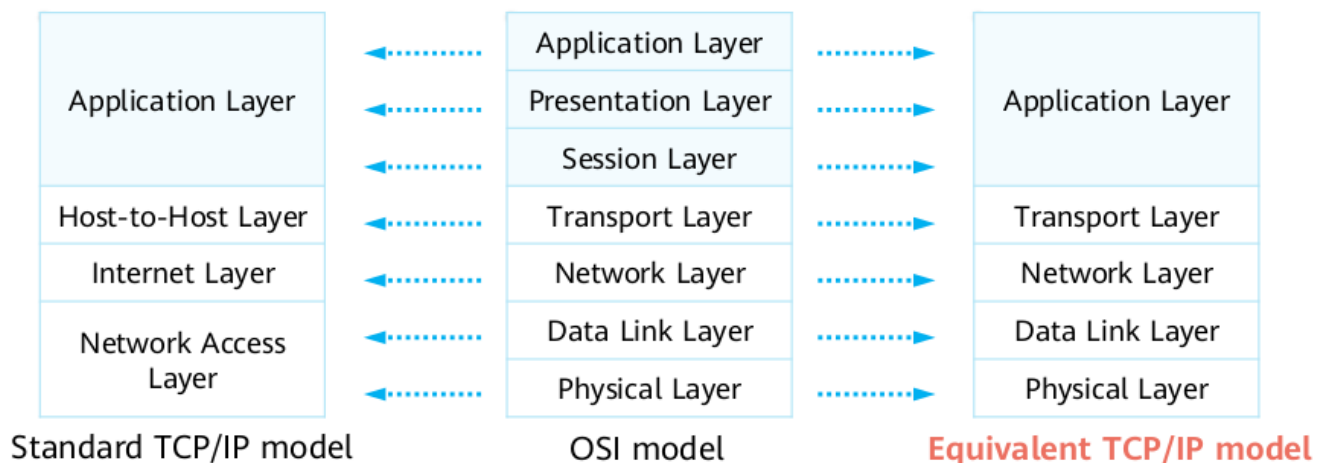 Application Layer
Host-to-Host Layer
Internet Layer
Network Access
Layer
Standard TCP/IP model
Application Layer
Presentation Layer
Session Layer
Transport Layer
Network Layer
Data Link Layer
Physical Layer
OSI model
Application Layer
Transport Layer
Network Layer
Data Link Layer
Physical Layer
Equivalent TCP/IP model